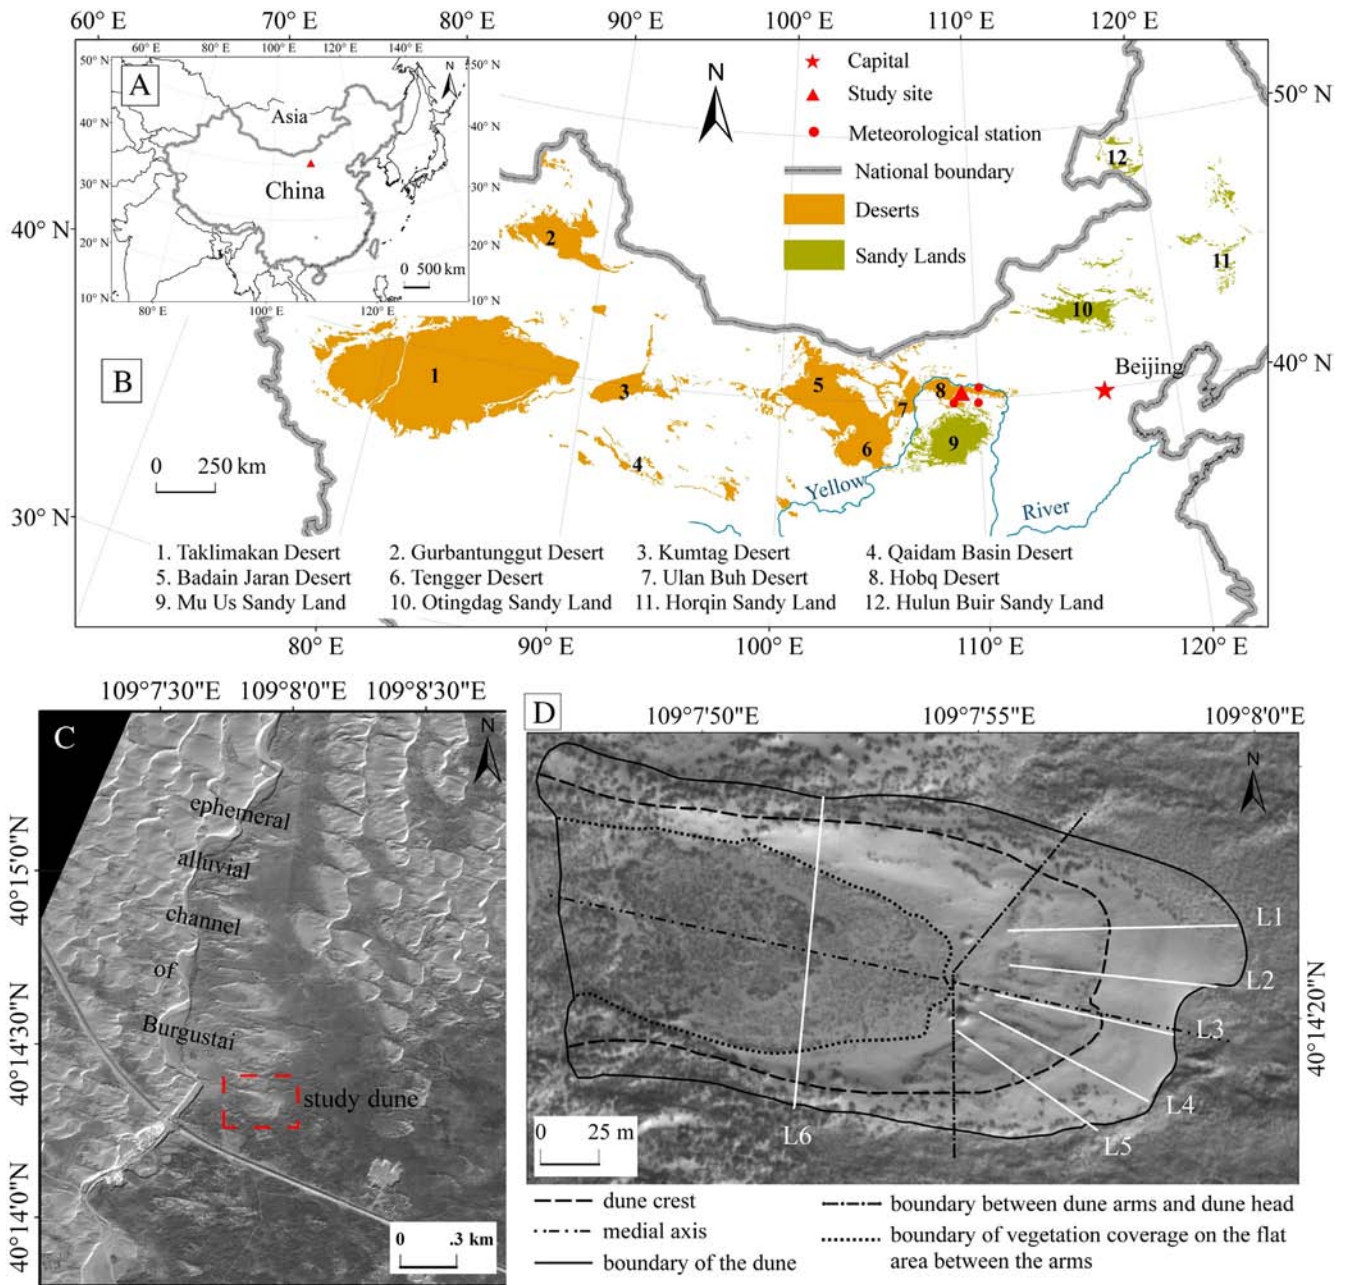 60° E 70° E 80° E 90° E 100° E 110° E 120° E
60° E 80° E 100° E 120° E 140° E
50° N
40° N
30° N
20° N
10° N
A
N
Asia
China
0 500 km
50° N
40° N
30° N
20° N
10° N
80° E 100° E 120° E
N
Capital
Study site
Meteorological station
National boundary
Deserts
Sandy Lands
50° N
40° N
40° N
30° N
B
1
2
3
4
5
6
7
8
9
10
11
12
Beijing
Yellow
River
0 250 km
1. Taklimakan Desert 2. Gurbantunggut Desert 3. Kumtag Desert 4. Qaidam Basin Desert
5. Badain Jaran Desert 6. Tengger Desert 7. Ulan Buh Desert 8. Hobq Desert
9. Mu Us Sandy Land 10. Otingdag Sandy Land 11. Horqin Sandy Land 12. Hulun Buir Sandy Land
80° E 90° E 100° E 110° E 120° E
109°7'30"E 109°8'0"E 109°8'30"E
C
N
ephemeral
alluvial
channel
of
Burgustai
study dune
40°15'0"N
40°14'30"N
40°14'0"N
0 .3 km
D
109°7'50"E 109°7'55"E 109°8'0"E
N
L1
L2
L3
L4
L5
L6
40°14'20"N
0 25 m
dune crest
medial axis
boundary of the dune
boundary between dune arms and dune head
boundary of vegetation coverage on the flat
area between the arms